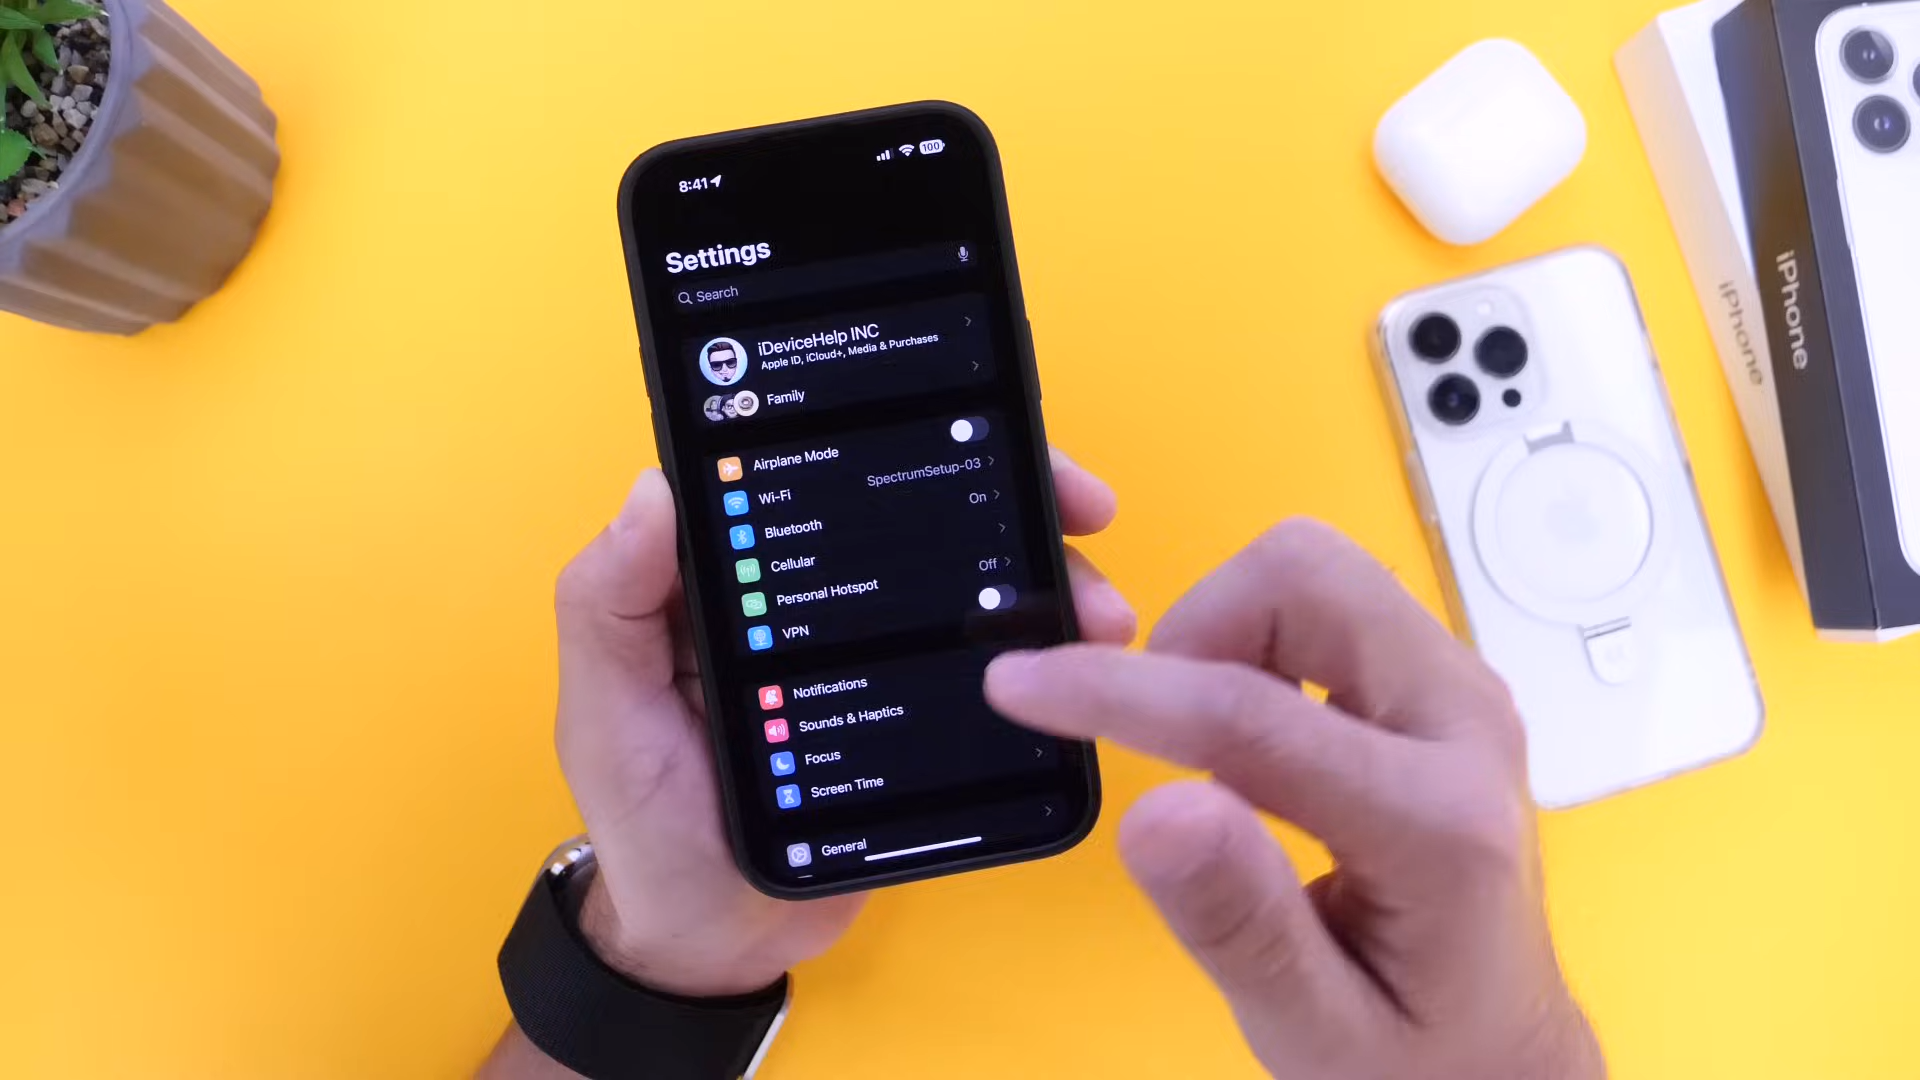 8:41
100
Settings
Search
iDeviceHelp INC
Apple ID, iCloud+, Media & Purchases
Family
Airplane Mode
Wi-Fi SpectrumSetup-03
Bluetooth On
Cellular
Personal Hotspot Off
VPN
Notifications
Sounds & Haptics
Focus
Screen Time
General
iPhone
iPhone